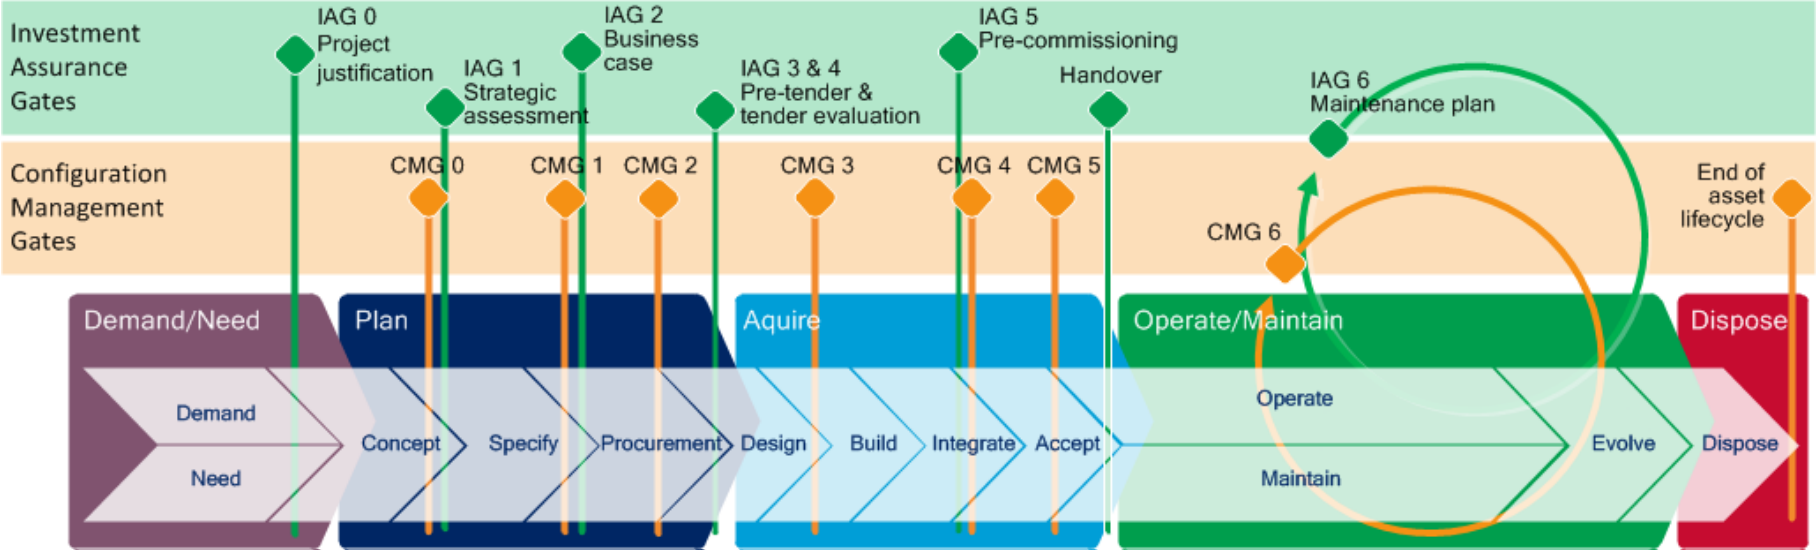 Investment
Assurance
Gates
IAG 0
Project
justification
IAG 1
Strategic
assessment
IAG 2
Business
case
IAG 3 & 4
Pre-tender &
tender evaluation
IAG 5
Pre-commissioning
Handover
IAG 6
Maintenance plan
Configuration
Management
Gates
CMG 0
CMG 1
CMG 2
CMG 3
CMG 4
CMG 5
CMG 6
End of
asset
lifecycle
Demand/Need
Plan
Aquire
Operate/Maintain
Dispose
Demand
Need
Concept
Specify
Procurement
Design
Build
Integrate
Accept
Operate
Maintain
Evolve
Dispose